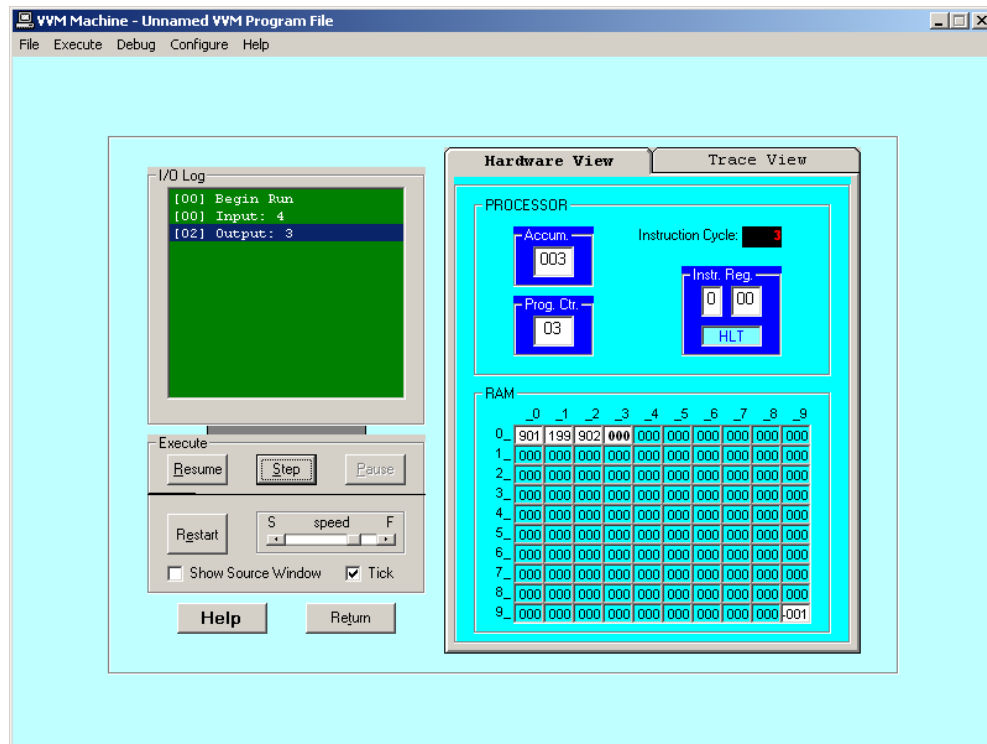 VVM Machine - Unnamed VVM Program File
File Execute Debug Configure Help
I/O Log
[00] Begin Run
[00] Input: 4
[02] Output: 3
Execute
Resume Step Pause
Restart
S speed F
Show Source Window Tick
Help Return
Hardware View Trace View
PROCESSOR
Accum. Instruction Cycle: 3
003
Instr. Reg.
0 00
Prog. Ctr.
03
HLT
RAM
_0 _1 _2 _3 _4 _5 _6 _7 _8 _9
0_ 901 199 902 000 000 000 000 000 000 000
1_ 000 000 000 000 000 000 000 000 000 000
2_ 000 000 000 000 000 000 000 000 000 000
3_ 000 000 000 000 000 000 000 000 000 000
4_ 000 000 000 000 000 000 000 000 000 000
5_ 000 000 000 000 000 000 000 000 000 000
6_ 000 000 000 000 000 000 000 000 000 000
7_ 000 000 000 000 000 000 000 000 000 000
8_ 000 000 000 000 000 000 000 000 000 000
9_ 000 000 000 000 000 000 000 000 000 -001